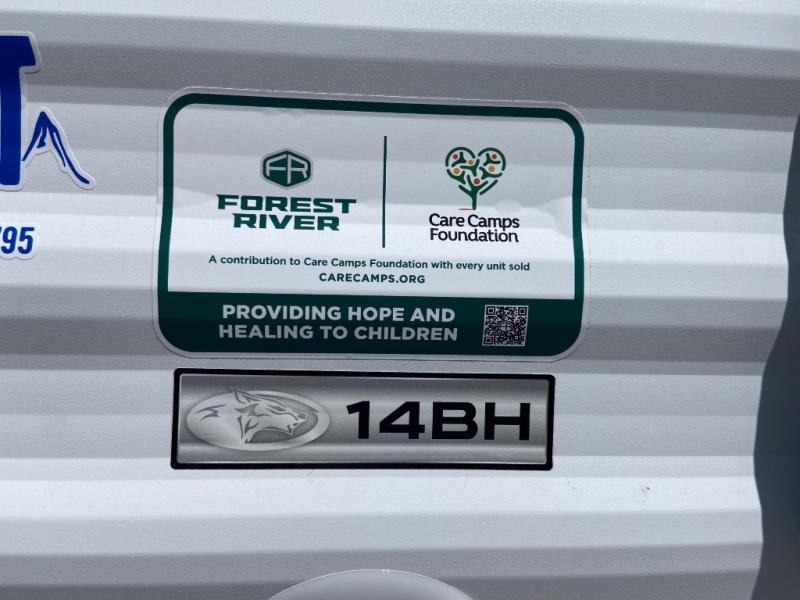 T
95
FR
FOREST
RIVER
Care Camps
Foundation
A contribution to Care Camps Foundation with every unit sold
CARECAMPS.ORG
PROVIDING HOPE AND
HEALING TO CHILDREN
14BH